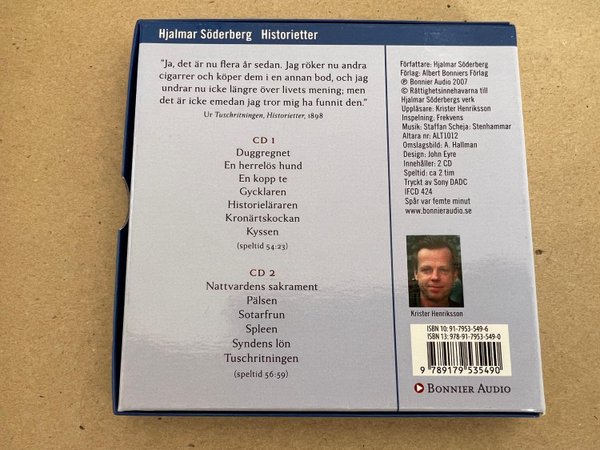 Hjalmar Söderberg Historietter
"Ja, det är nu flera år sedan. Jag röker nu andra
cigarrer och köper dem i en annan bod, och jag
undrar nu icke längre över livets mening; men
det är icke emedan jag tror mig ha funnit den."
Ur Tuschritningen, Historietter, 1898
CD 1
Duggregnet
En herrelös hund
En kopp te
Gycklaren
Historieläraren
Kronärtskockan
Kyssen
(speltid 54:23)
CD 2
Nattvardens sakrament
Pälsen
Sotarfrun
Spleen
Syndens lön
Tuschritningen
(speltid 56:59)
Författare: Hjalmar Söderberg
Förlag: Albert Bonniers Förlag
℗ Bonnier Audio 2007
© Rättighetsinnehavarna till
Hjalmar Söderbergs verk
Uppläsare: Krister Henriksson
Inspelning: Frekvens
Musik: Staffan Scheja: Stenhammar
Altara nr: ALT1012
Omslagsbild: A. Hallman
Design: John Eyre
Innehåller: 2 CD
Speltid: ca 2 tim
Tryckt av Sony DADC
IFCD 424
Spår var femte minut
www.bonnieraudio.se
Krister Henriksson
ISBN 10: 91-7953-549-6
ISBN 13: 978-91-7953-549-0
9 789179 535490
BONNIER AUDIO